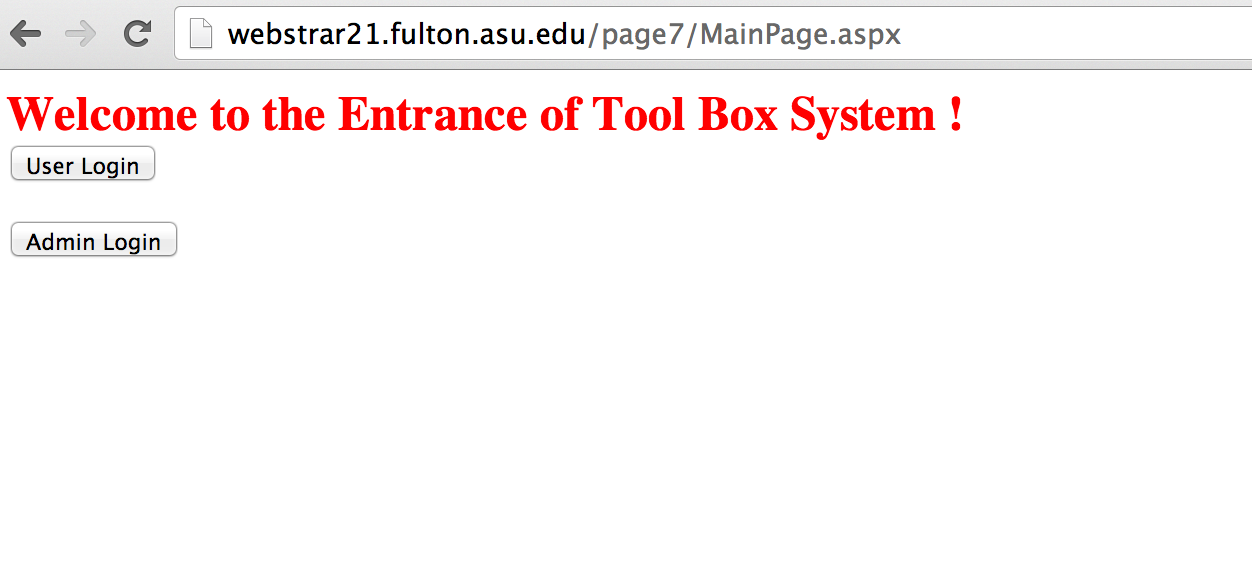 webstrar21.fulton.asu.edu/page7/MainPage.aspx
Welcome to the Entrance of Tool Box System !
User Login
Admin Login